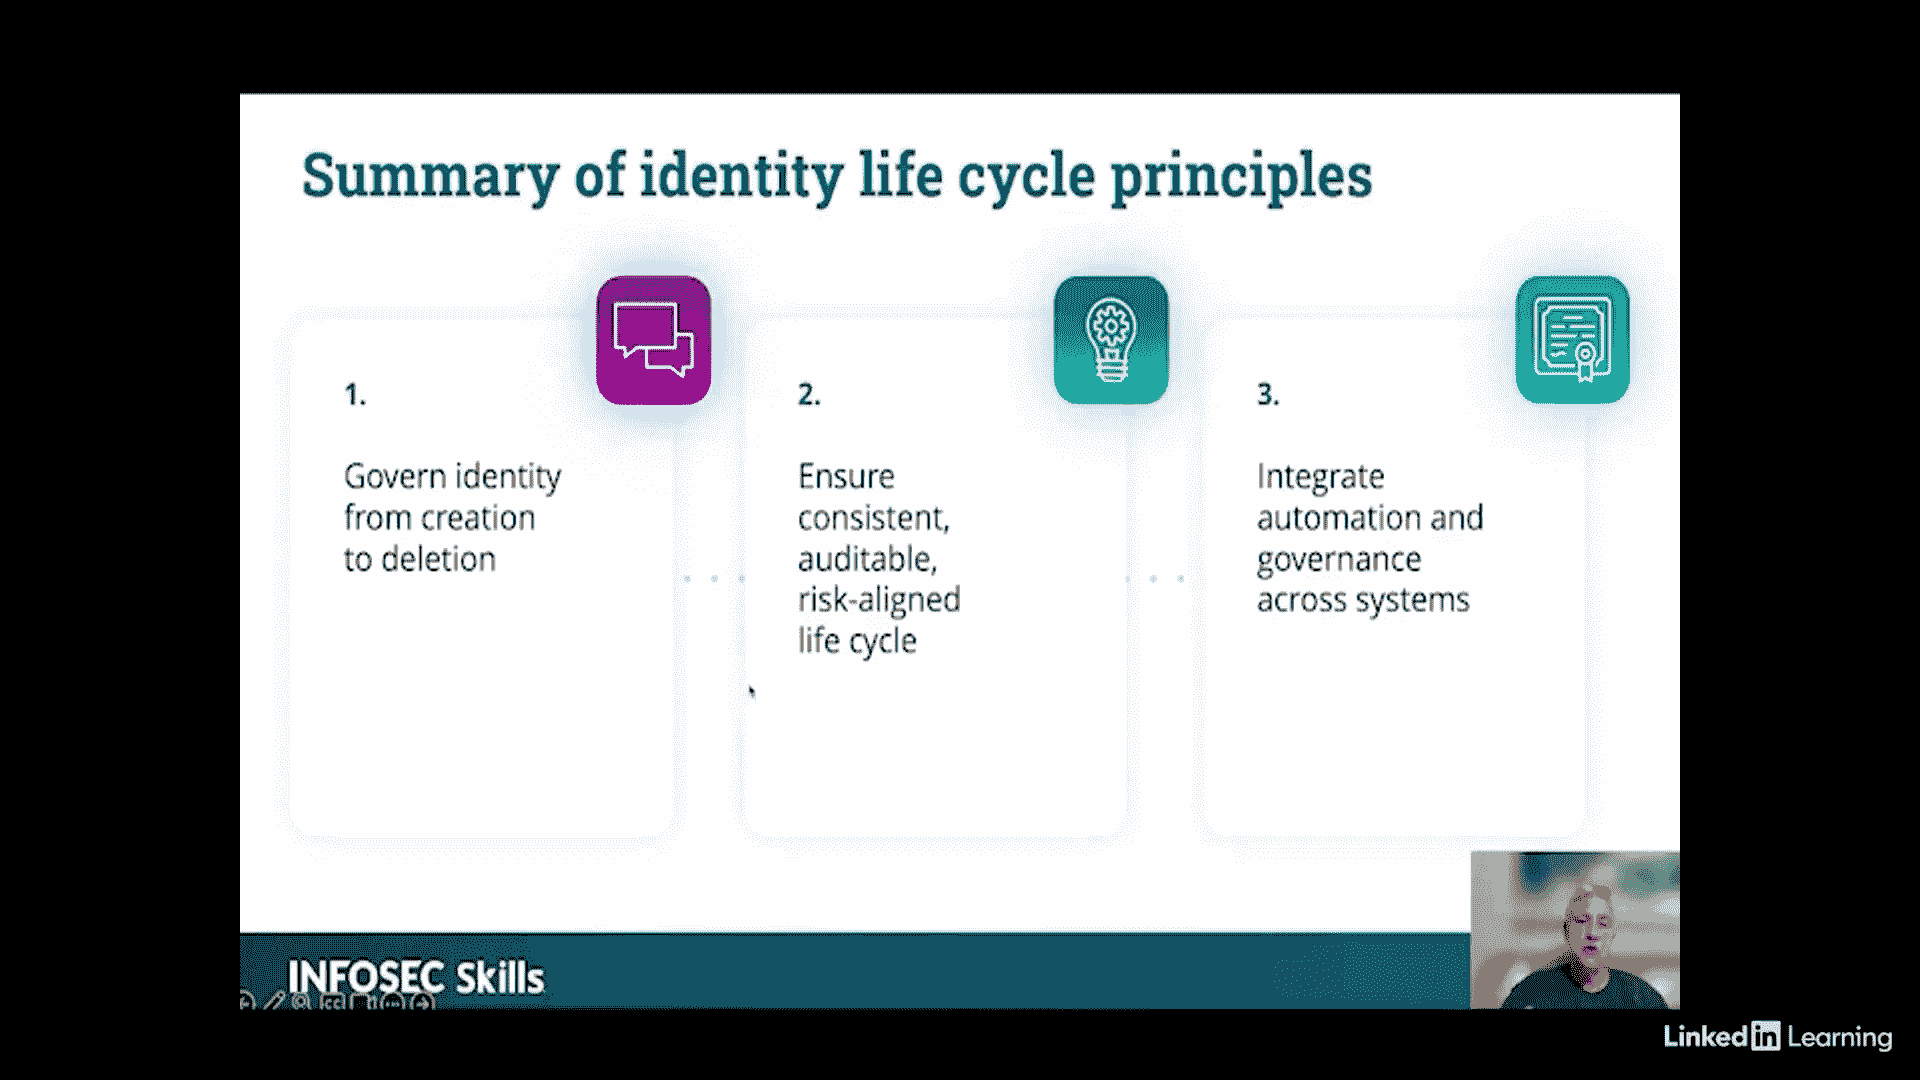 Summary of identity life cycle principles
1.
Govern identity
from creation
to deletion
2.
Ensure
consistent,
auditable,
risk-aligned
life cycle
3.
Integrate
automation and
governance
across systems
INFOSEC Skills
Linked in Learning